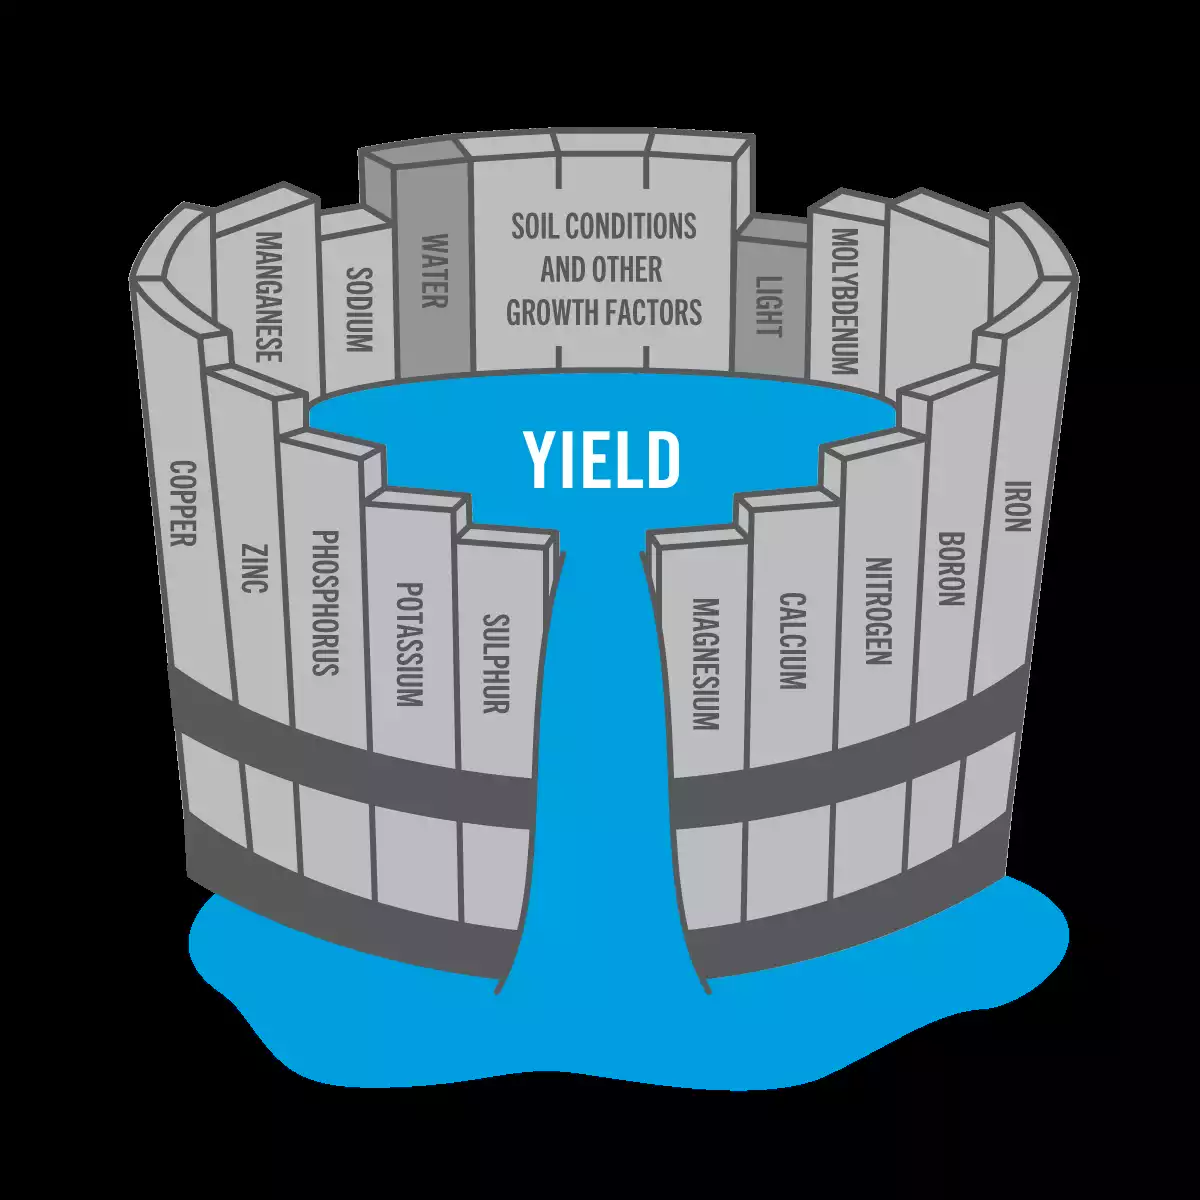 SOIL CONDITIONS
AND OTHER
GROWTH FACTORS
MANGANESE
SODIUM
WATER
LIGHT
MOLYBDENUM
YIELD
COPPER
ZINC
PHOSPHORUS
POTASSIUM
SULPHUR
MAGNESIUM
CALCIUM
NITROGEN
BORON
IRON